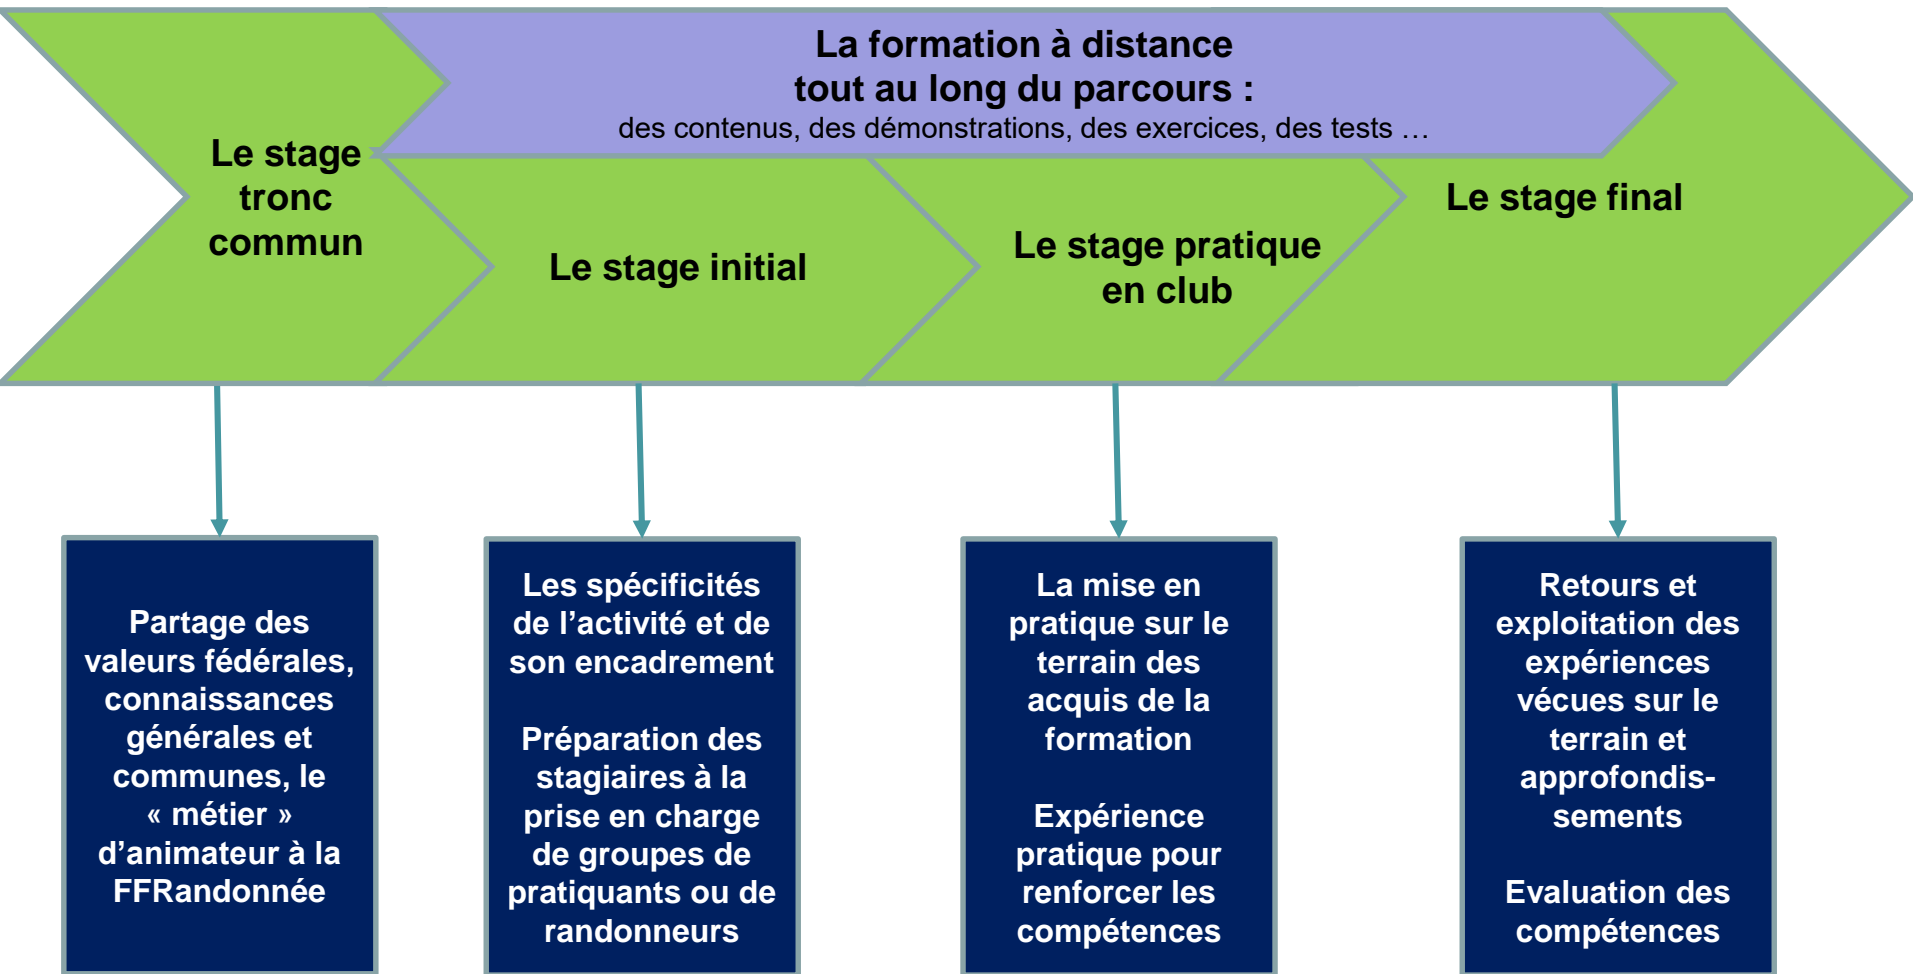 La formation à distance
tout au long du parcours :
des contenus, des démonstrations, des exercices, des tests …
Le stage
tronc
commun
Le stage initial
Le stage pratique
en club
Le stage final
Partage des
valeurs fédérales,
connaissances
générales et
communes, le
« métier »
d’animateur à la
FFRandonnée
Les spécificités
de l’activité et de
son encadrement
Préparation des
stagiaires à la
prise en charge
de groupes de
pratiquants ou de
randonneurs
La mise en
pratique sur le
terrain des
acquis de la
formation
Expérience
pratique pour
renforcer les
compétences
Retours et
exploitation des
expériences
vécues sur le
terrain et
approfondis-
sements
Evaluation des
compétences